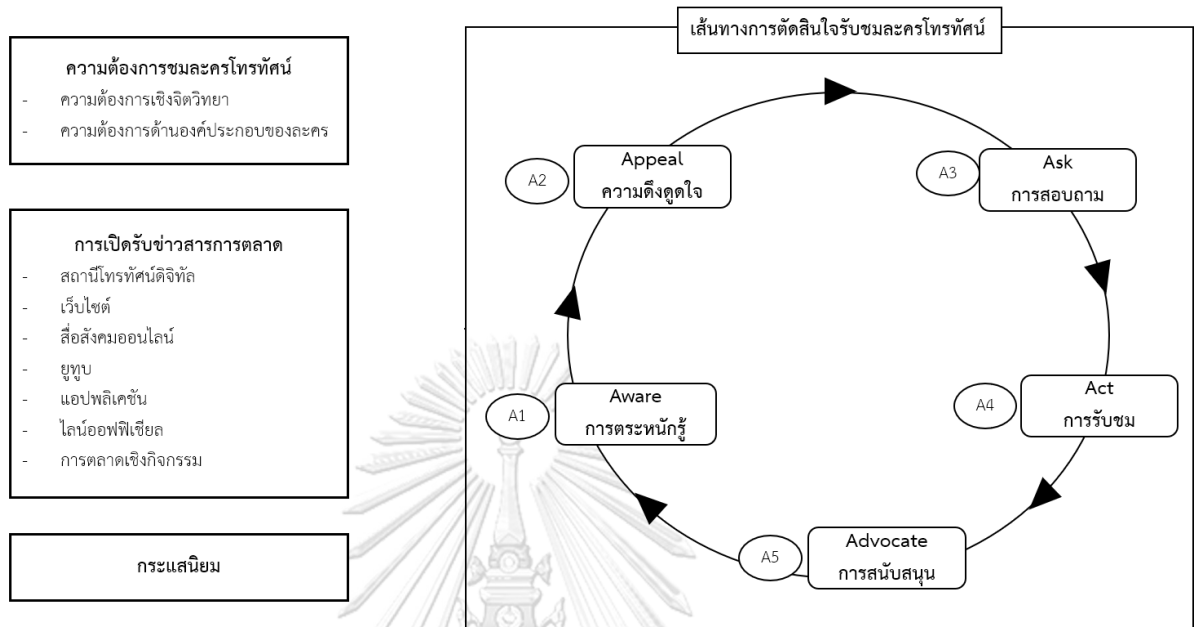 ความต้องการชมละครโทรทัศน์
- ความต้องการเชิงจิตวิทยา
- ความต้องการด้านองค์ประกอบของละคร
การเปิดรับข่าวสารการตลาด
- สถานีโทรทัศน์ดิจิทัล
- เว็บไซต์
- สื่อสังคมออนไลน์
- ยูทูบ
- แอปพลิเคชัน
- ไลน์ออฟฟิเชียล
- การตลาดเชิงกิจกรรม
กระแสนิยม
เส้นทางการตัดสินใจรับชมละครโทรทัศน์
A2
Appeal
ความดึงดูดใจ
A3
Ask
การสอบถาม
A1
Aware
การตระหนักรู้
A4
Act
การรับชม
A5
Advocate
การสนับสนุน